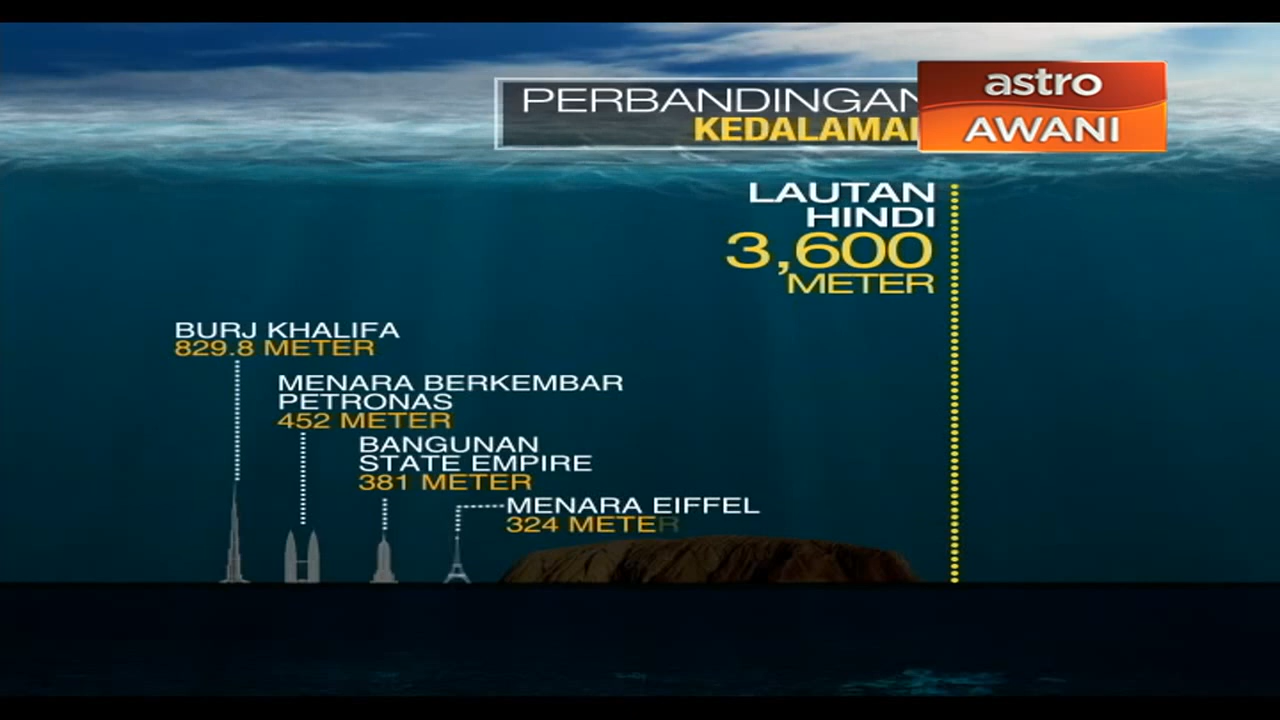 PERBANDINGAN
KEDALAMAN
astro
AWANI
LAUTAN
HINDI
3,600
METER
BURJ KHALIFA
829.8 METER
MENARA BERKEMBAR
PETRONAS
452 METER
BANGUNAN
STATE EMPIRE
381 METER
MENARA EIFFEL
324 METER